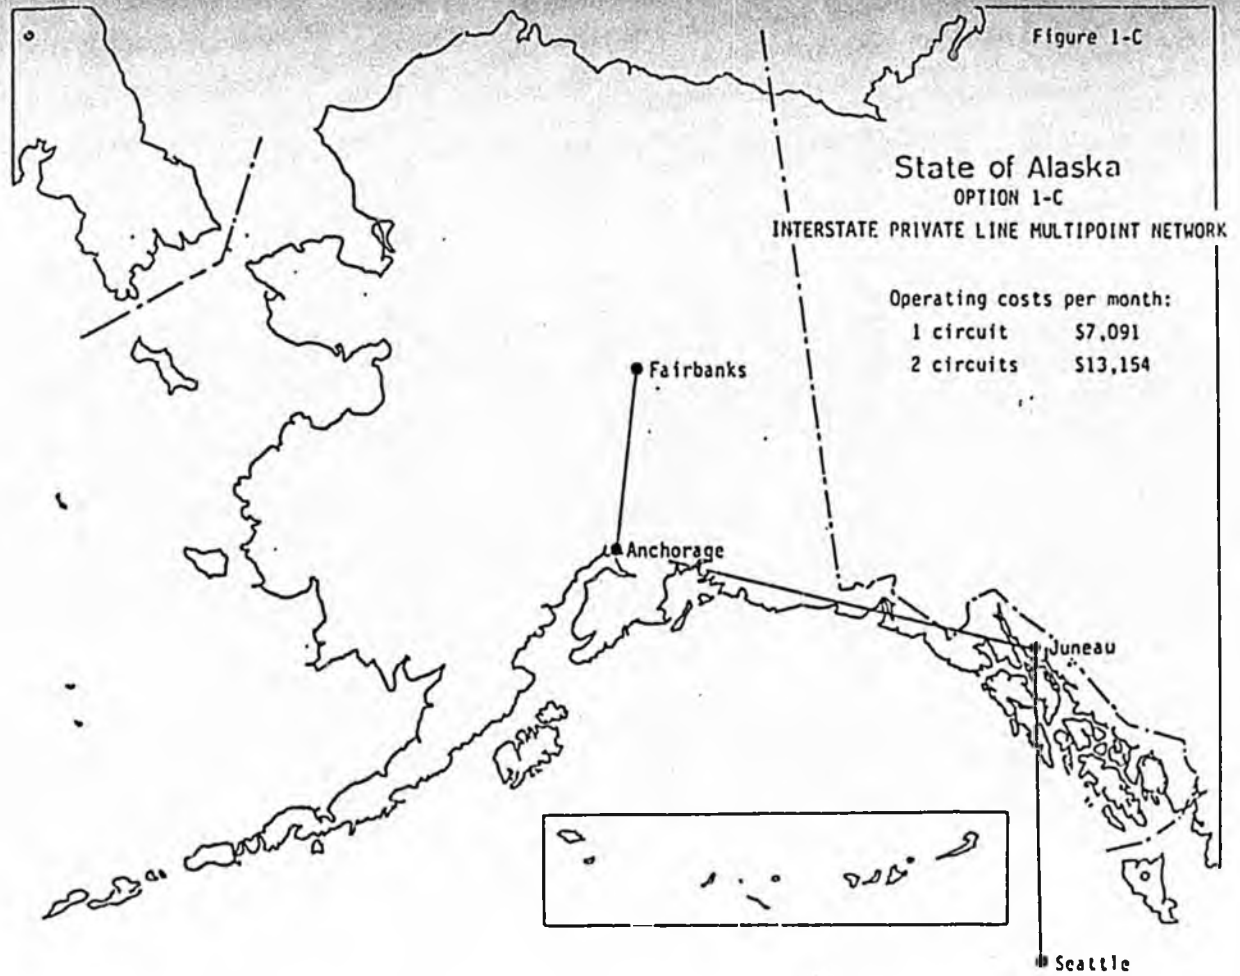 Figure 1-C
State of Alaska
OPTION 1-C
INTERSTATE PRIVATE LINE MULTIPOINT NETWORK
Operating costs per month:
1 circuit $7,091
2 circuits $13,154
Fairbanks
Anchorage
Juneau
Seattle